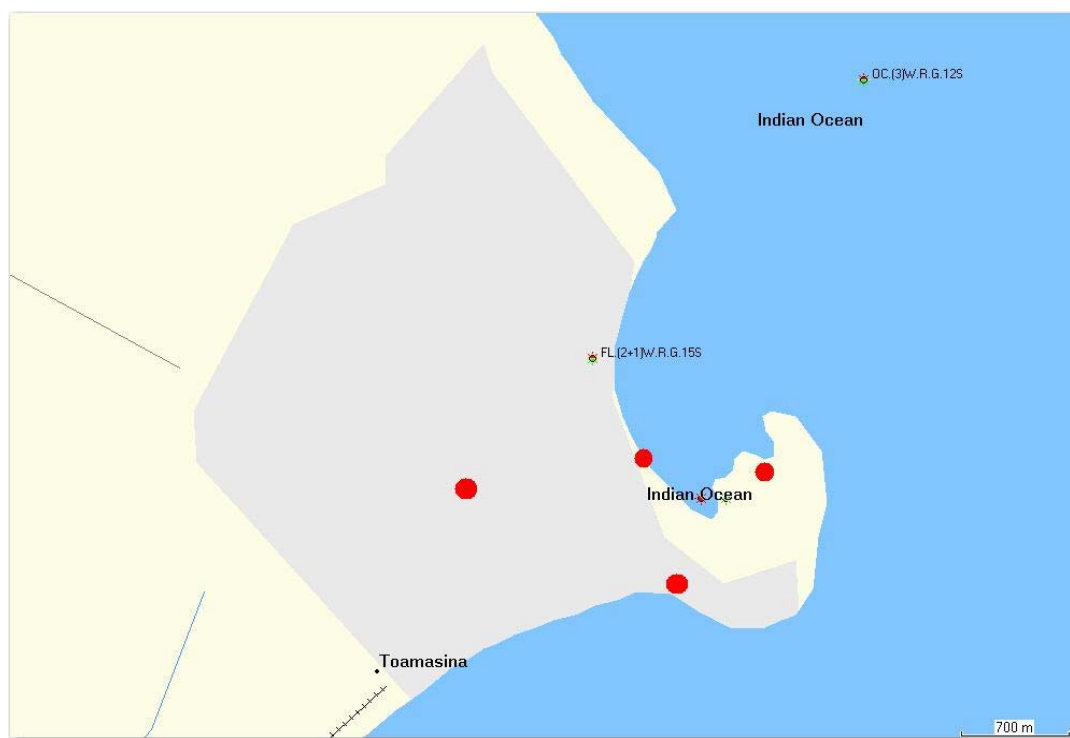 OC.(3)W.R.G.12S
Indian Ocean
FL.(2+1)W.R.G.15S
Indian Ocean
Toamasina
700 m